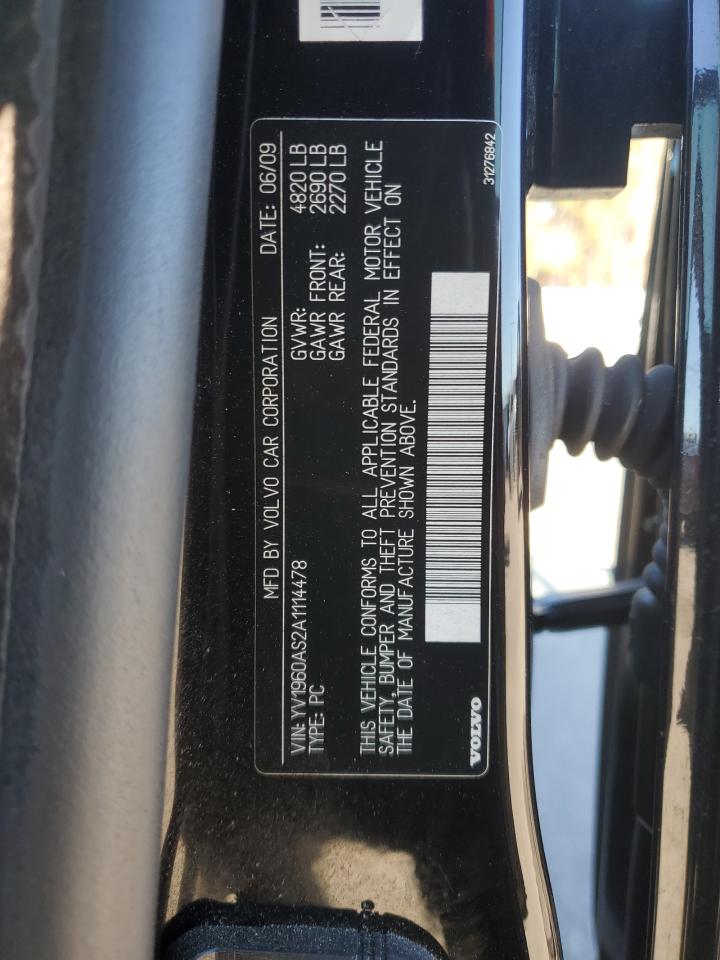 MFD BY VOLVO CAR CORPORATION DATE: 06/09
VIN: YV1960AS2A1114478 GVWR: 4820 LB
TYPE: PC GAWR FRONT: 2690 LB
GAWR REAR: 2270 LB
THIS VEHICLE CONFORMS TO ALL APPLICABLE FEDERAL MOTOR VEHICLE
SAFETY, BUMPER AND THEFT PREVENTION STANDARDS IN EFFECT ON
THE DATE OF MANUFACTURE SHOWN ABOVE.
VOLVO 31276842